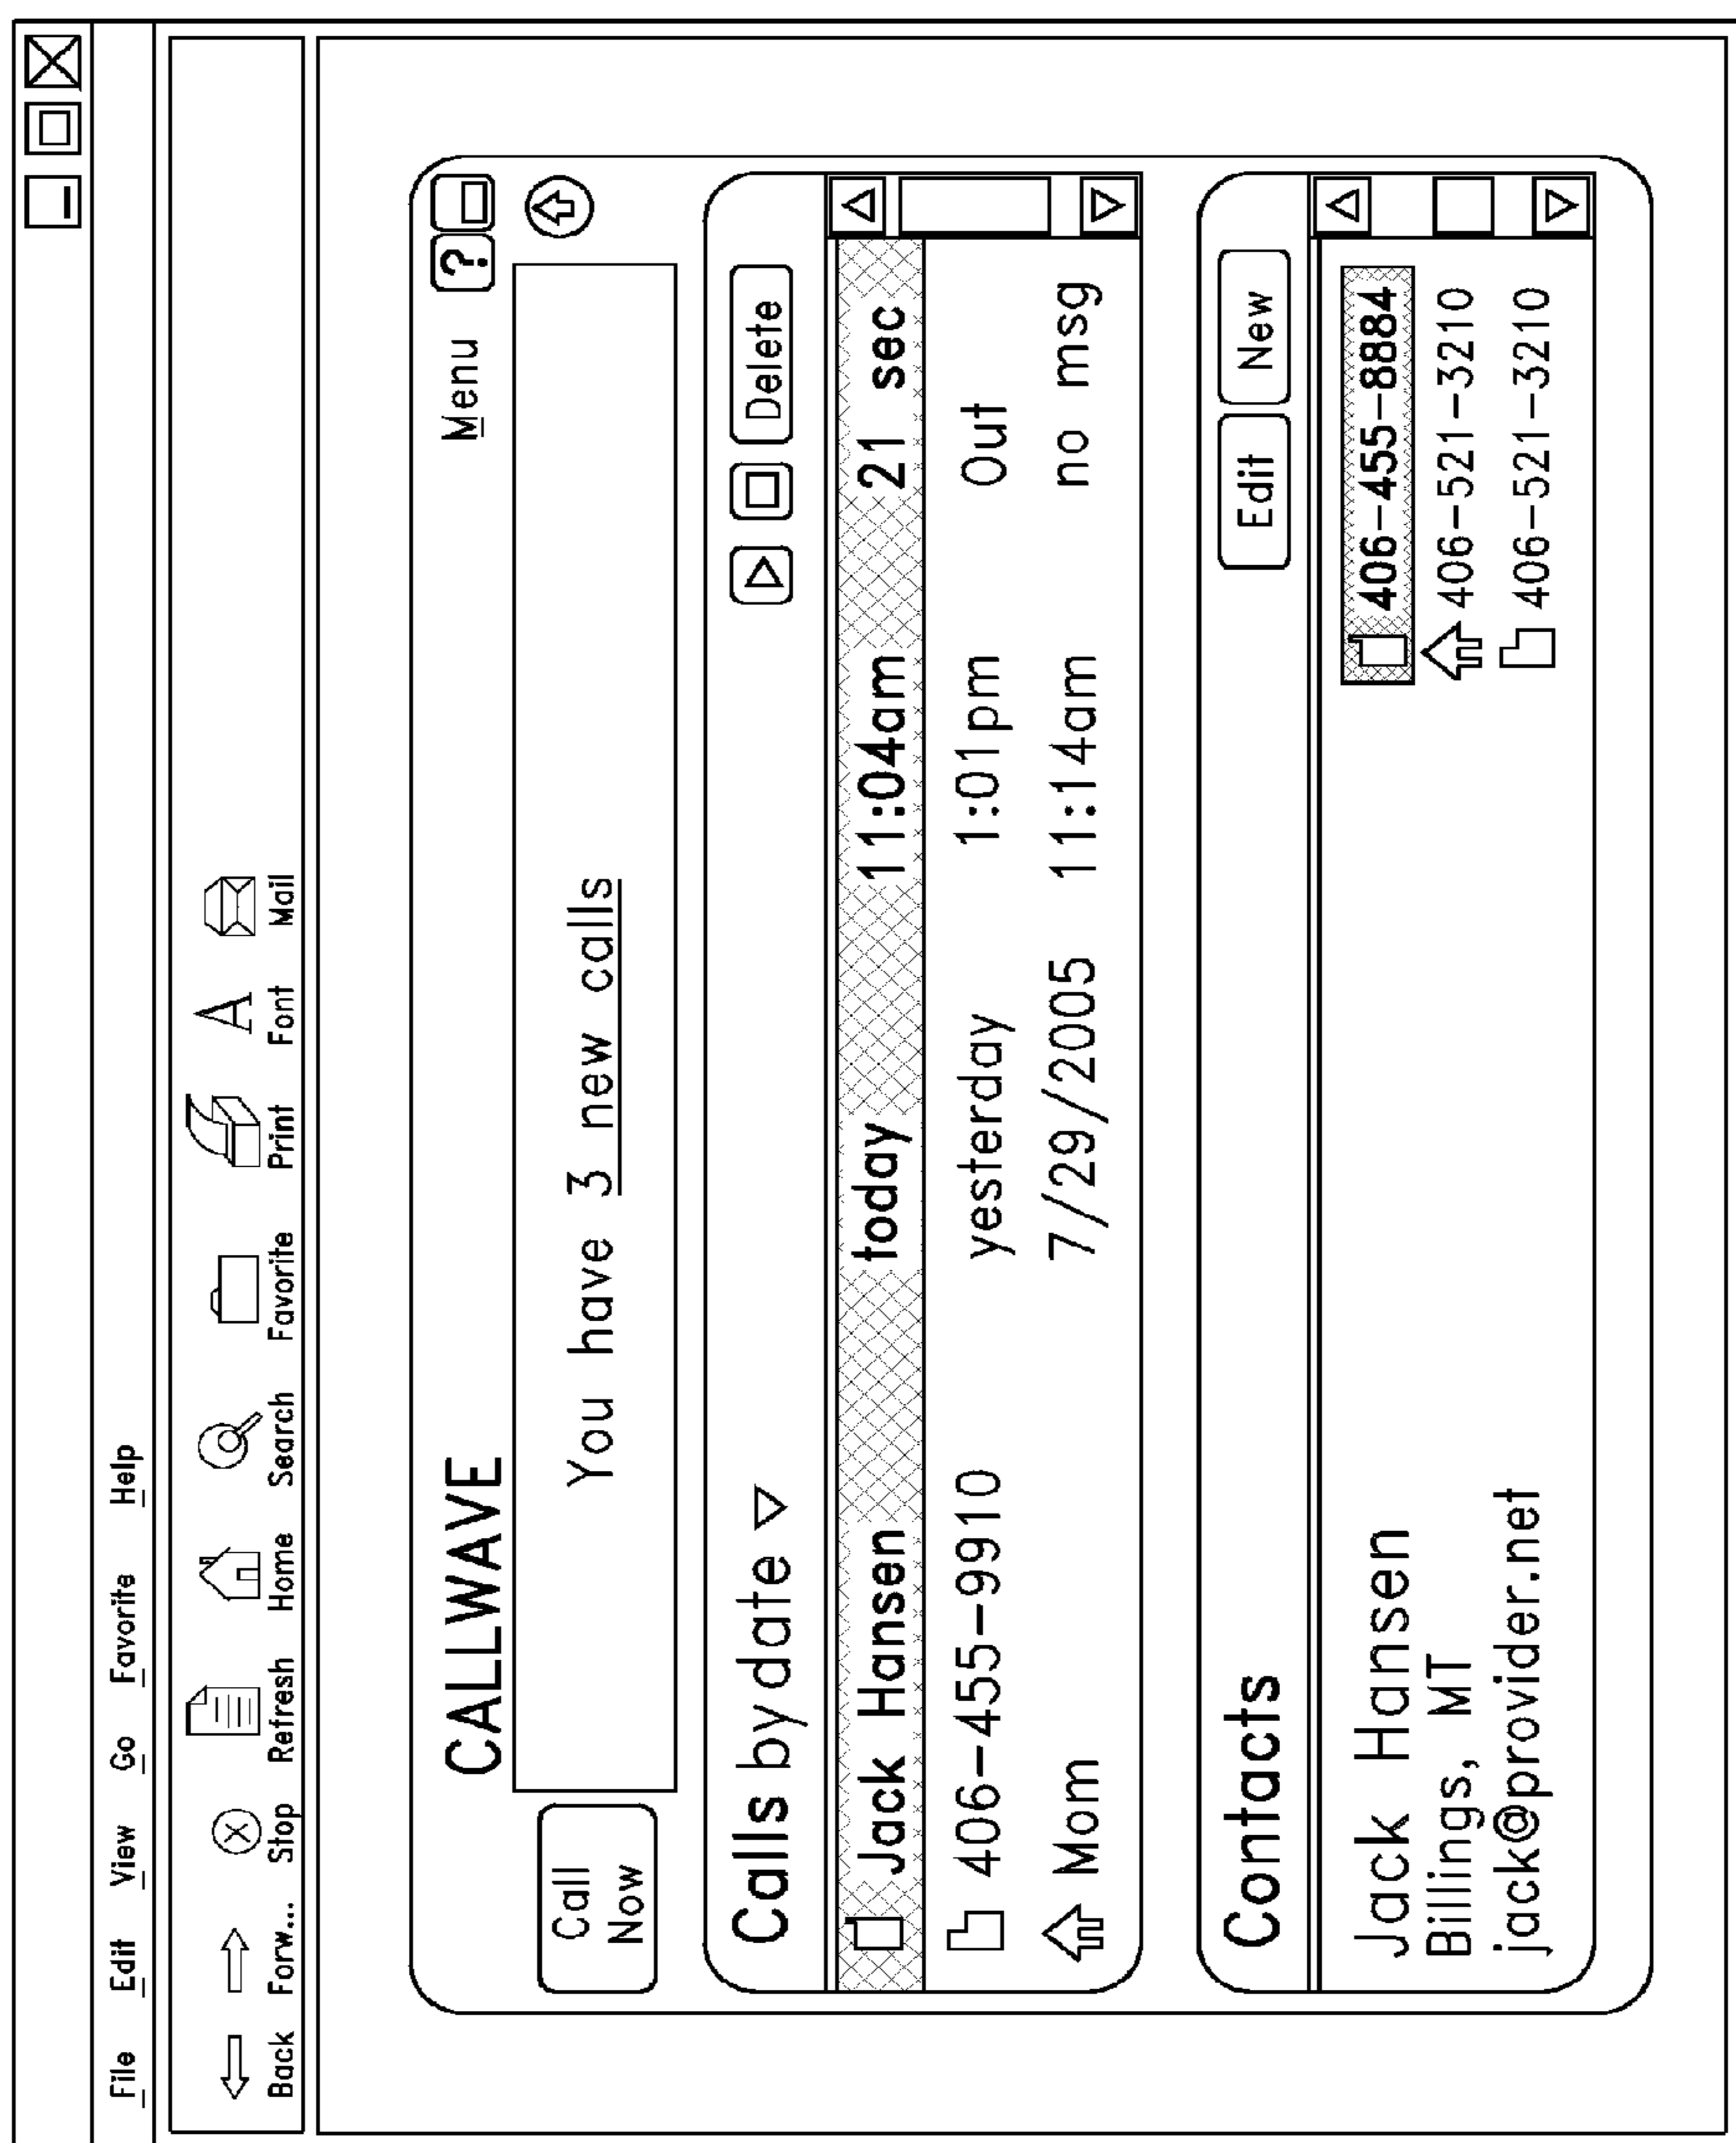 File Edit View Go Favorite Help
Back Forw... Stop Refresh Home Search Favorite Print Font Mail
CALLWAVE Menu ?
Call
Now
You have 3 new calls
Calls by date Delete
Jack Hansen today 11:04am 21 sec
406-455-9910 yesterday 1:01pm Out
Mom 7/29/2005 11:14am no msg
Contacts Edit New
Jack Hansen 406-455-8884
Billings, MT 406-521-3210
jack@provider.net 406-521-3210